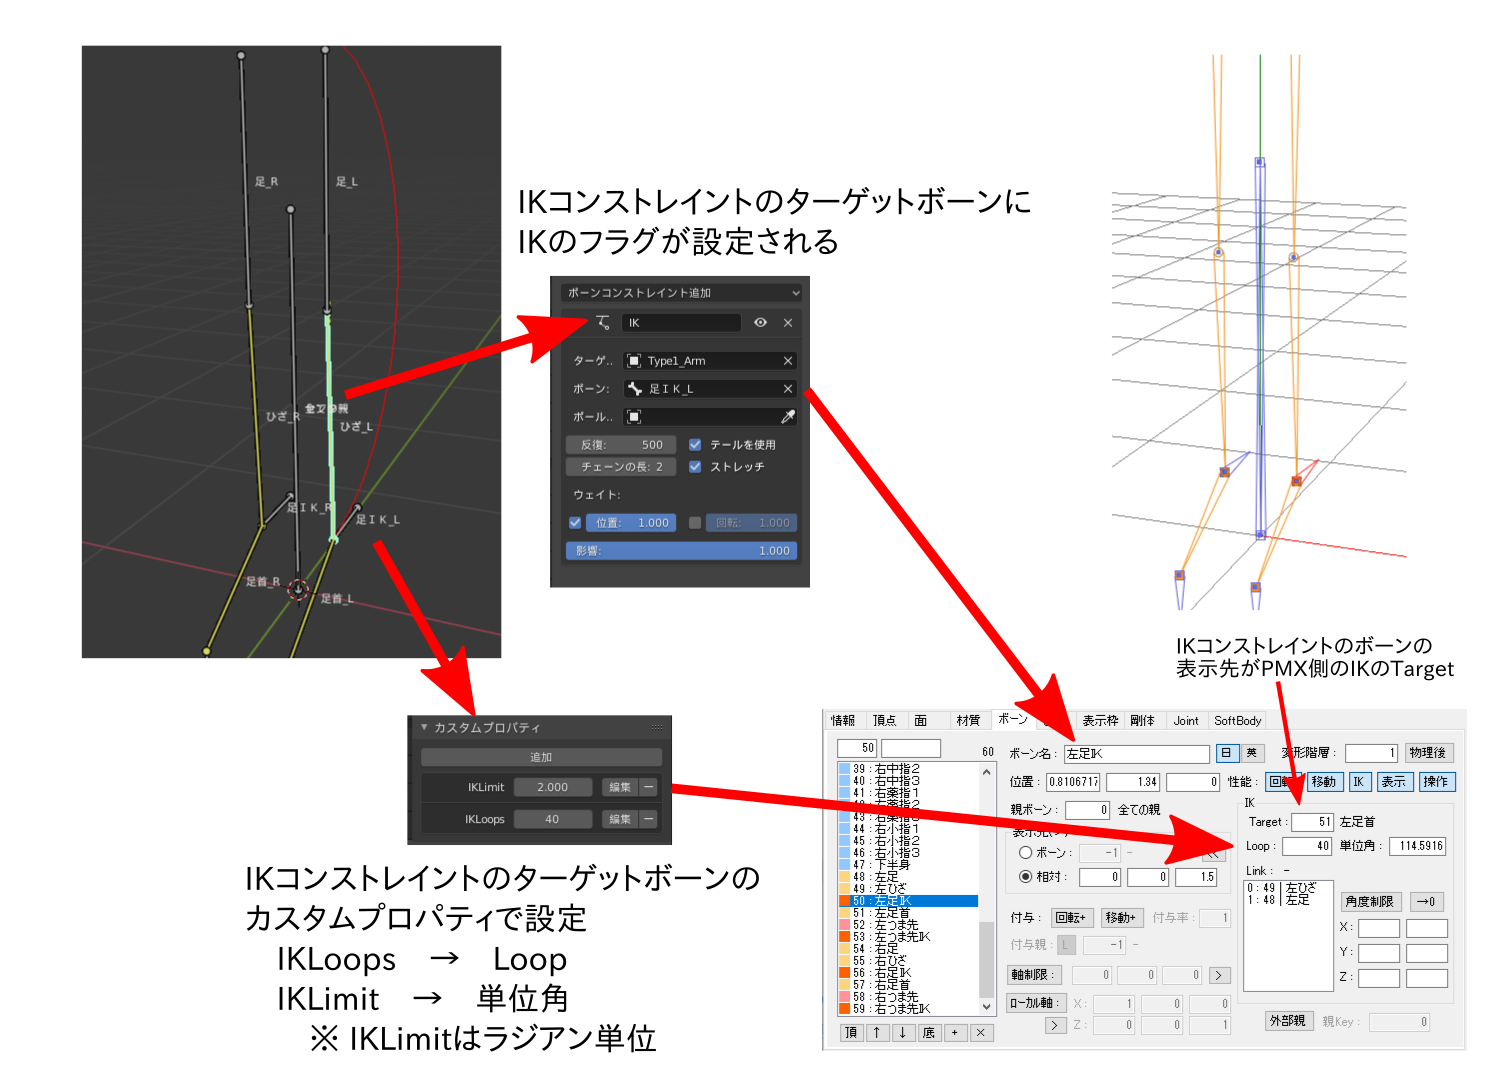 足_R
足_L
ひざ_R
ひざ_L
足ＩＫ_R
足ＩＫ_L
足首_R
足首_L
IKコンストレイントのターゲットボーンに
IKのフラグが設定される
ボーンコンストレイント追加
IK
ターゲ.. Type1_Arm
ボーン: 足ＩＫ_L
ポール..
反復: 500 テールを使用
チェーンの長: 2 ストレッチ
ウェイト:
位置: 1.000 回転: 1.000
影響: 1.000
カスタムプロパティ
追加
IKLimit 2.000 編集
IKLoops 40 編集
IKコンストレイントのターゲットボーンの
カスタムプロパティで設定
IKLoops → Loop
IKLimit → 単位角
※ IKLimitはラジアン単位
IKコンストレイントのボーンの
表示先がPMX側のIKのTarget
情報 頂点 面 材質 ボーン 表示枠 剛体 Joint SoftBody
50 60
39：右中指2
40：右中指3
41：右薬指1
43：右薬指3
44：右小指1
45：右小指2
46：右小指3
47：下半身
48：左足
49：左ひざ
50：左足IK
51：左足首
52：左つま先
53：左つま先IK
54：右足
55：右ひざ
56：右足IK
57：右足首
58：右つま先
59：右つま先IK
頂 ↑ ↓ 底 + ×
ボーン名： 左足IK 日 英 変形階層： 1 物理後
位置： 0.8106717 1.34 0 性能： 回転 移動 IK 表示 操作
親ボーン： 0 全ての親
ボーン： -1 -
相対： 0 0 1.5
付与： 回転+ 移動+ 付与率： 1
付与親： L -1 -
軸制限： 0 0 0 >
ローカル軸： X： 1 0 0
> Z： 0 0 1
IK
Target： 51 左足首
Loop： 40 単位角： 114.5916
Link： -
0：49 | 左ひざ
1：48 | 左足
角度制限 →0
X：
Y：
Z：
外部親 親Key： 0